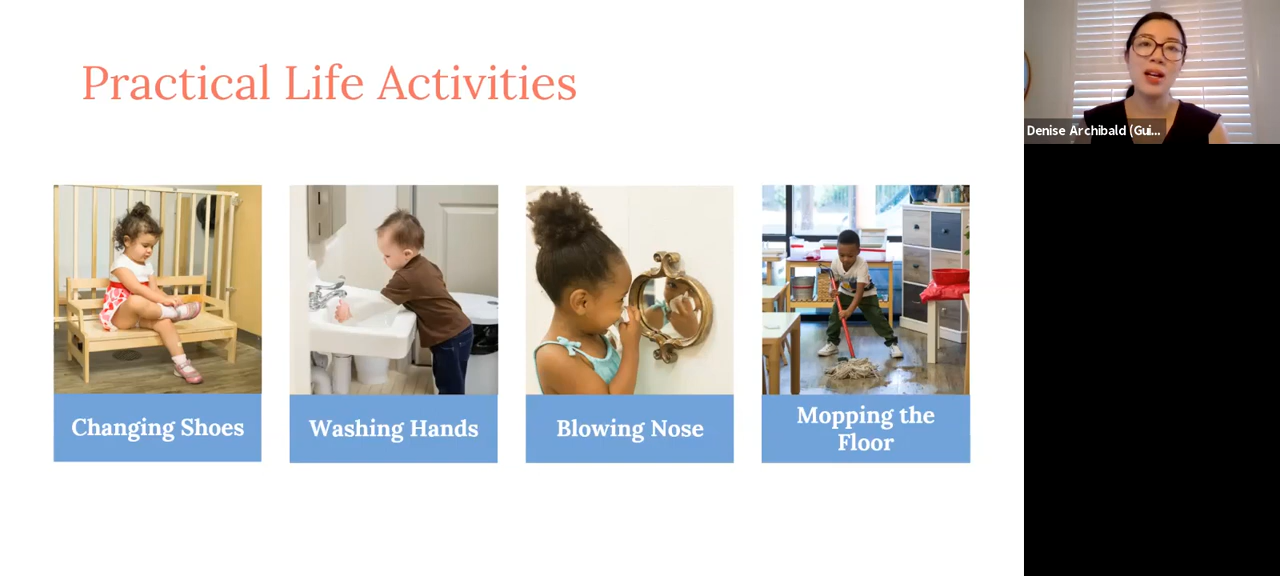 Practical Life Activities
Denise Archibald (Gui...
Changing Shoes
Washing Hands
Blowing Nose
Mopping the
Floor